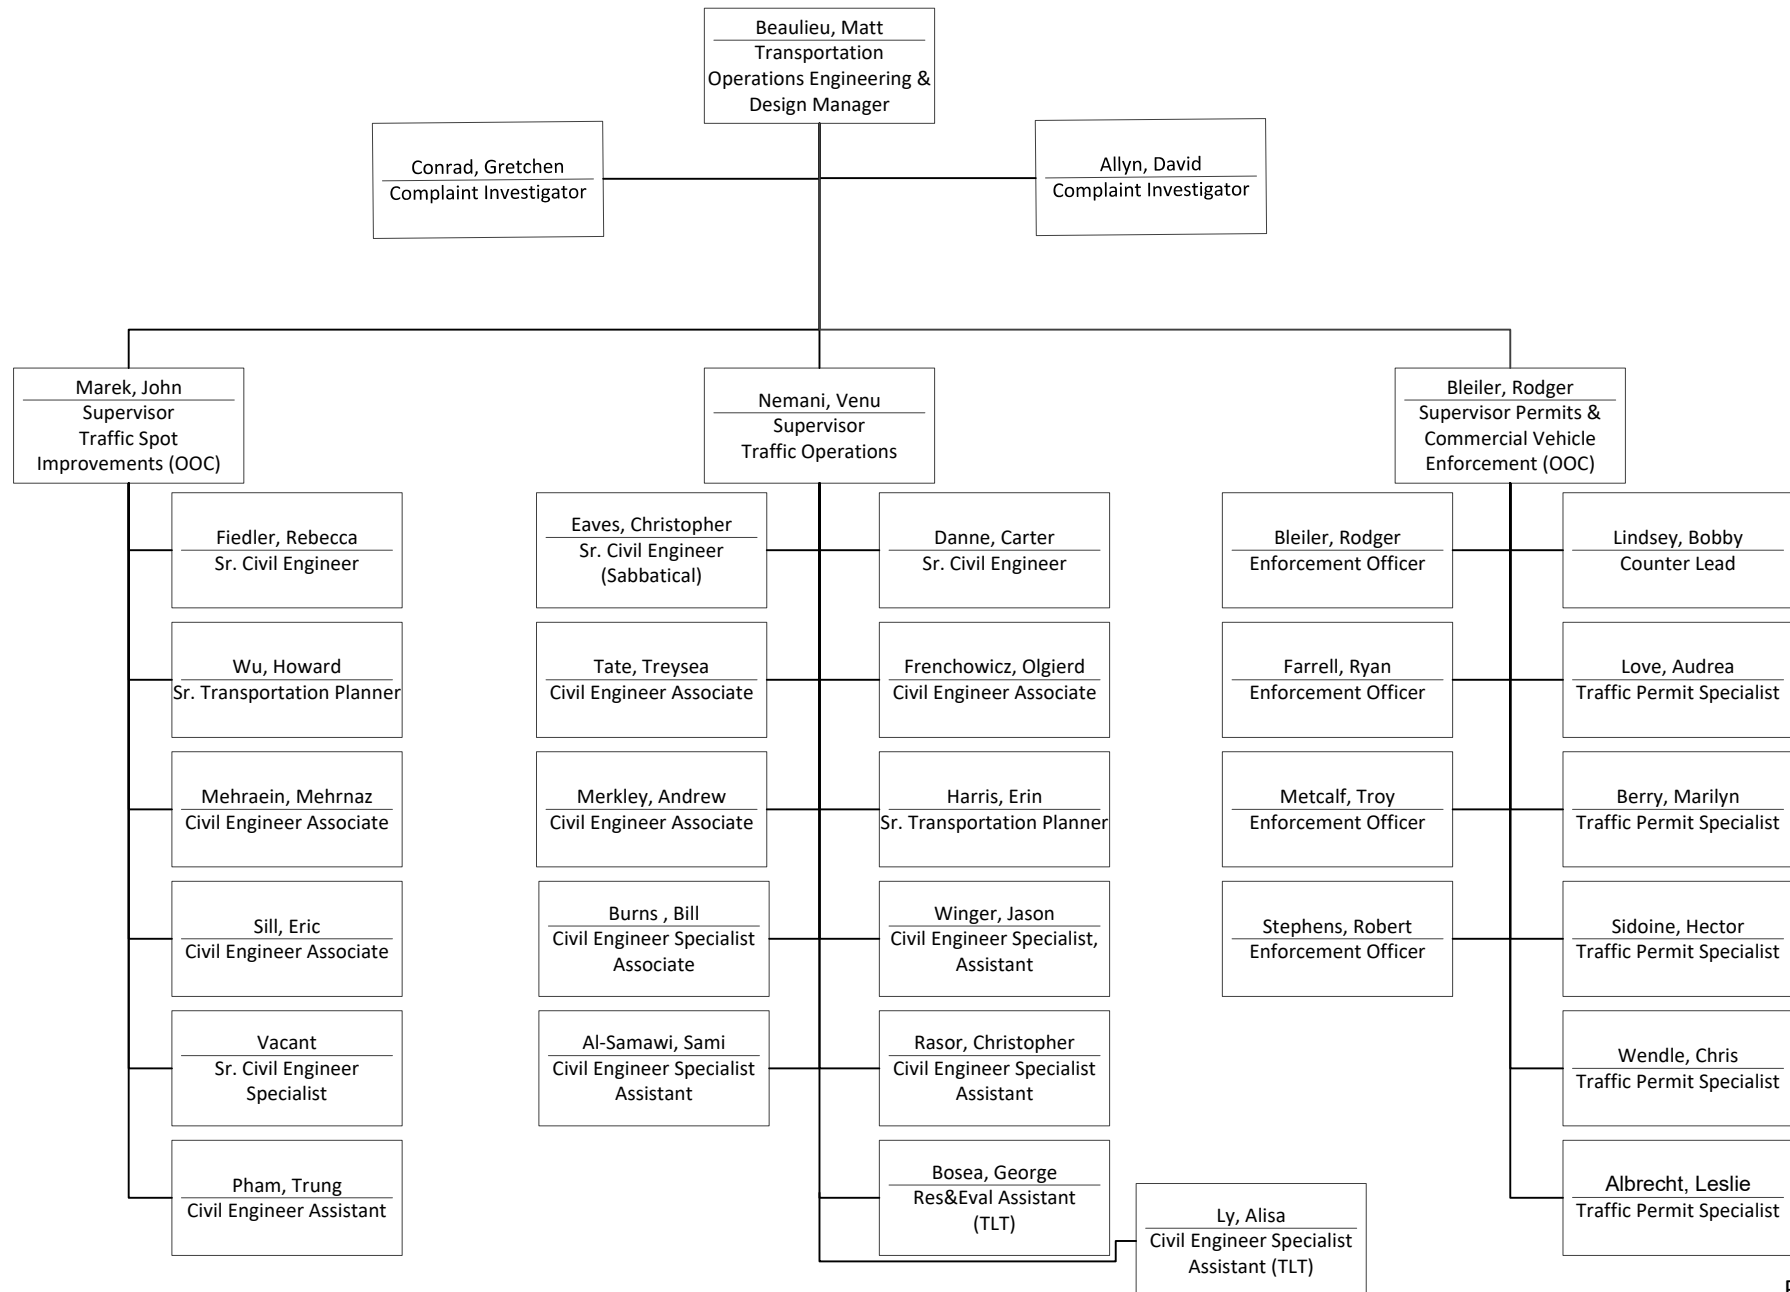 Beaulieu, Matt
Transportation
Operations Engineering &
Design Manager
Conrad, Gretchen
Complaint Investigator
Allyn, David
Complaint Investigator
Marek, John
Supervisor
Traffic Spot
Improvements (OOC)
Nemani, Venu
Supervisor
Traffic Operations
Bleiler, Rodger
Supervisor Permits &
Commercial Vehicle
Enforcement (OOC)
Fiedler, Rebecca
Sr. Civil Engineer
Wu, Howard
Sr. Transportation Planner
Mehraein, Mehrnaz
Civil Engineer Associate
Sill, Eric
Civil Engineer Associate
Vacant
Sr. Civil Engineer
Specialist
Pham, Trung
Civil Engineer Assistant
Eaves, Christopher
Sr. Civil Engineer
(Sabbatical)
Danne, Carter
Sr. Civil Engineer
Tate, Treysea
Civil Engineer Associate
Frenchowicz, Olgierd
Civil Engineer Associate
Merkley, Andrew
Civil Engineer Associate
Harris, Erin
Sr. Transportation Planner
Burns , Bill
Civil Engineer Specialist
Associate
Winger, Jason
Civil Engineer Specialist,
Assistant
Al-Samawi, Sami
Civil Engineer Specialist
Assistant
Rasor, Christopher
Civil Engineer Specialist
Assistant
Bosea, George
Res&Eval Assistant
(TLT)
Ly, Alisa
Civil Engineer Specialist
Assistant (TLT)
Bleiler, Rodger
Enforcement Officer
Lindsey, Bobby
Counter Lead
Farrell, Ryan
Enforcement Officer
Love, Audrea
Traffic Permit Specialist
Metcalf, Troy
Enforcement Officer
Berry, Marilyn
Traffic Permit Specialist
Stephens, Robert
Enforcement Officer
Sidoine, Hector
Traffic Permit Specialist
Wendle, Chris
Traffic Permit Specialist
Albrecht, Leslie
Traffic Permit Specialist